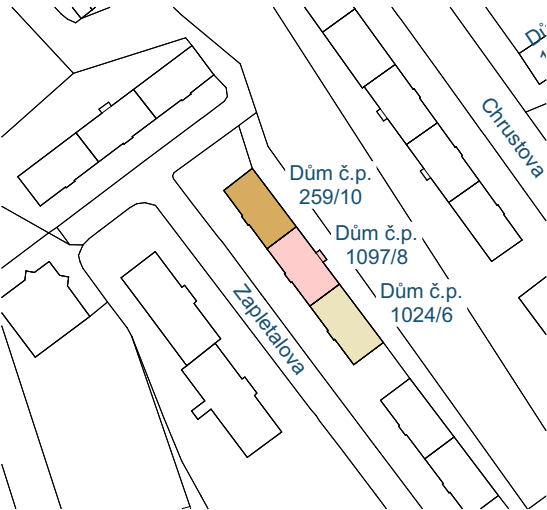 Chrustova
Dům č.p.
259/10
Dům č.p.
1097/8
Dům č.p.
1024/6
Zapletalova